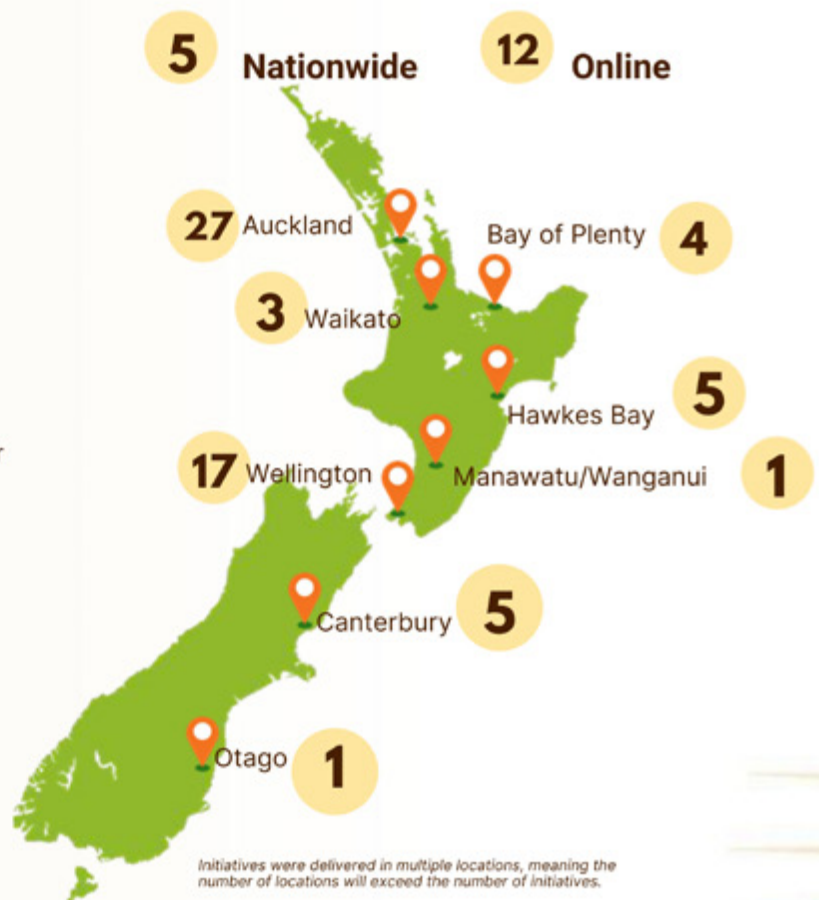 5 Nationwide 12 Online
27 Auckland
Bay of Plenty 4
3 Waikato
Hawkes Bay 5
17 Wellington
Manawatu/Wanganui 1
Canterbury 5
Otago 1
Initiatives were delivered in multiple locations, meaning the
number of locations will exceed the number of initiatives.